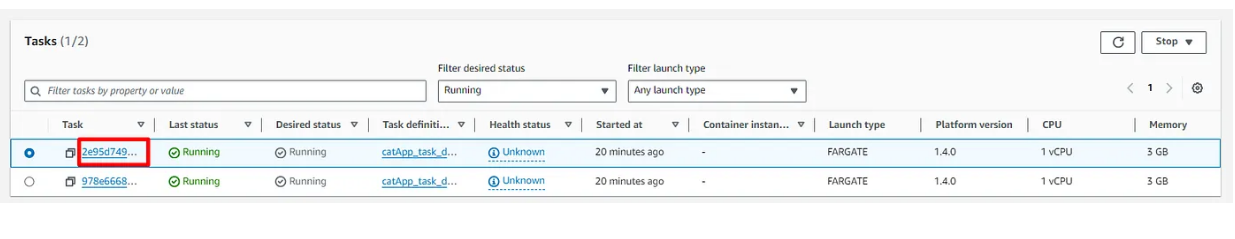 Tasks (1/2)
Stop
Filter desired status
Filter launch type
Filter tasks by property or value
Running
Any launch type
1
Task Last status Desired status Task definiti... Health status Started at Container instan... Launch type Platform version CPU Memory
2e95d749... Running Running catApp_task_d... Unknown 20 minutes ago - FARGATE 1.4.0 1 vCPU 3 GB
978e6668... Running Running catApp_task_d... Unknown 20 minutes ago - FARGATE 1.4.0 1 vCPU 3 GB